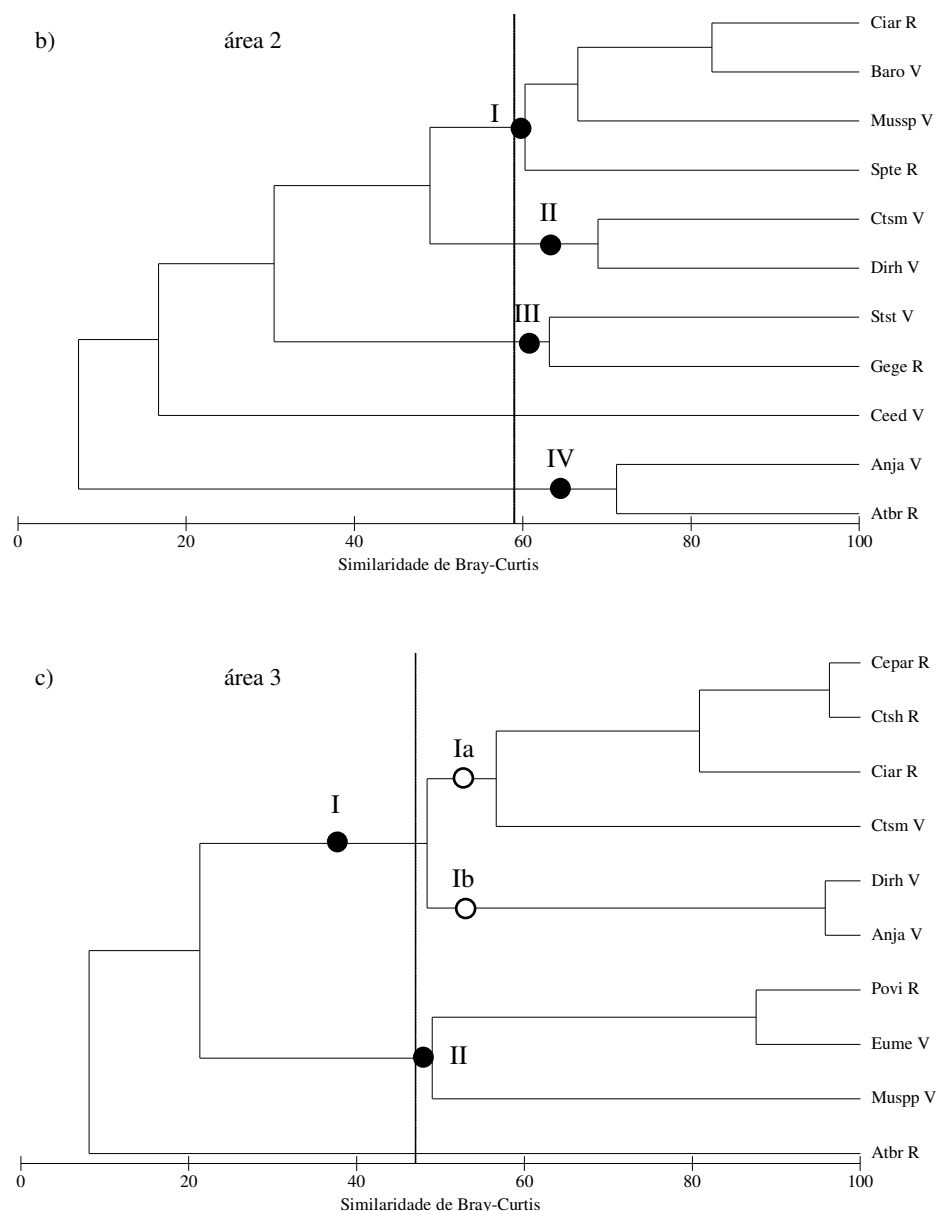 b)
área 2
Ciar R
Baro V
I
Mussp V
Spte R
II
Ctsm V
Dirh V
III
Stst V
Gege R
Ceed V
IV
Anja V
Atbr R
0 20 40 60 80 100
Similaridade de Bray-Curtis
c)
área 3
Cepar R
Ctsh R
Ia
Ciar R
I
Ctsm V
Ib
Dirh V
Anja V
Povi R
Eume V
II
Muspp V
Atbr R
0 20 40 60 80 100
Similaridade de Bray-Curtis